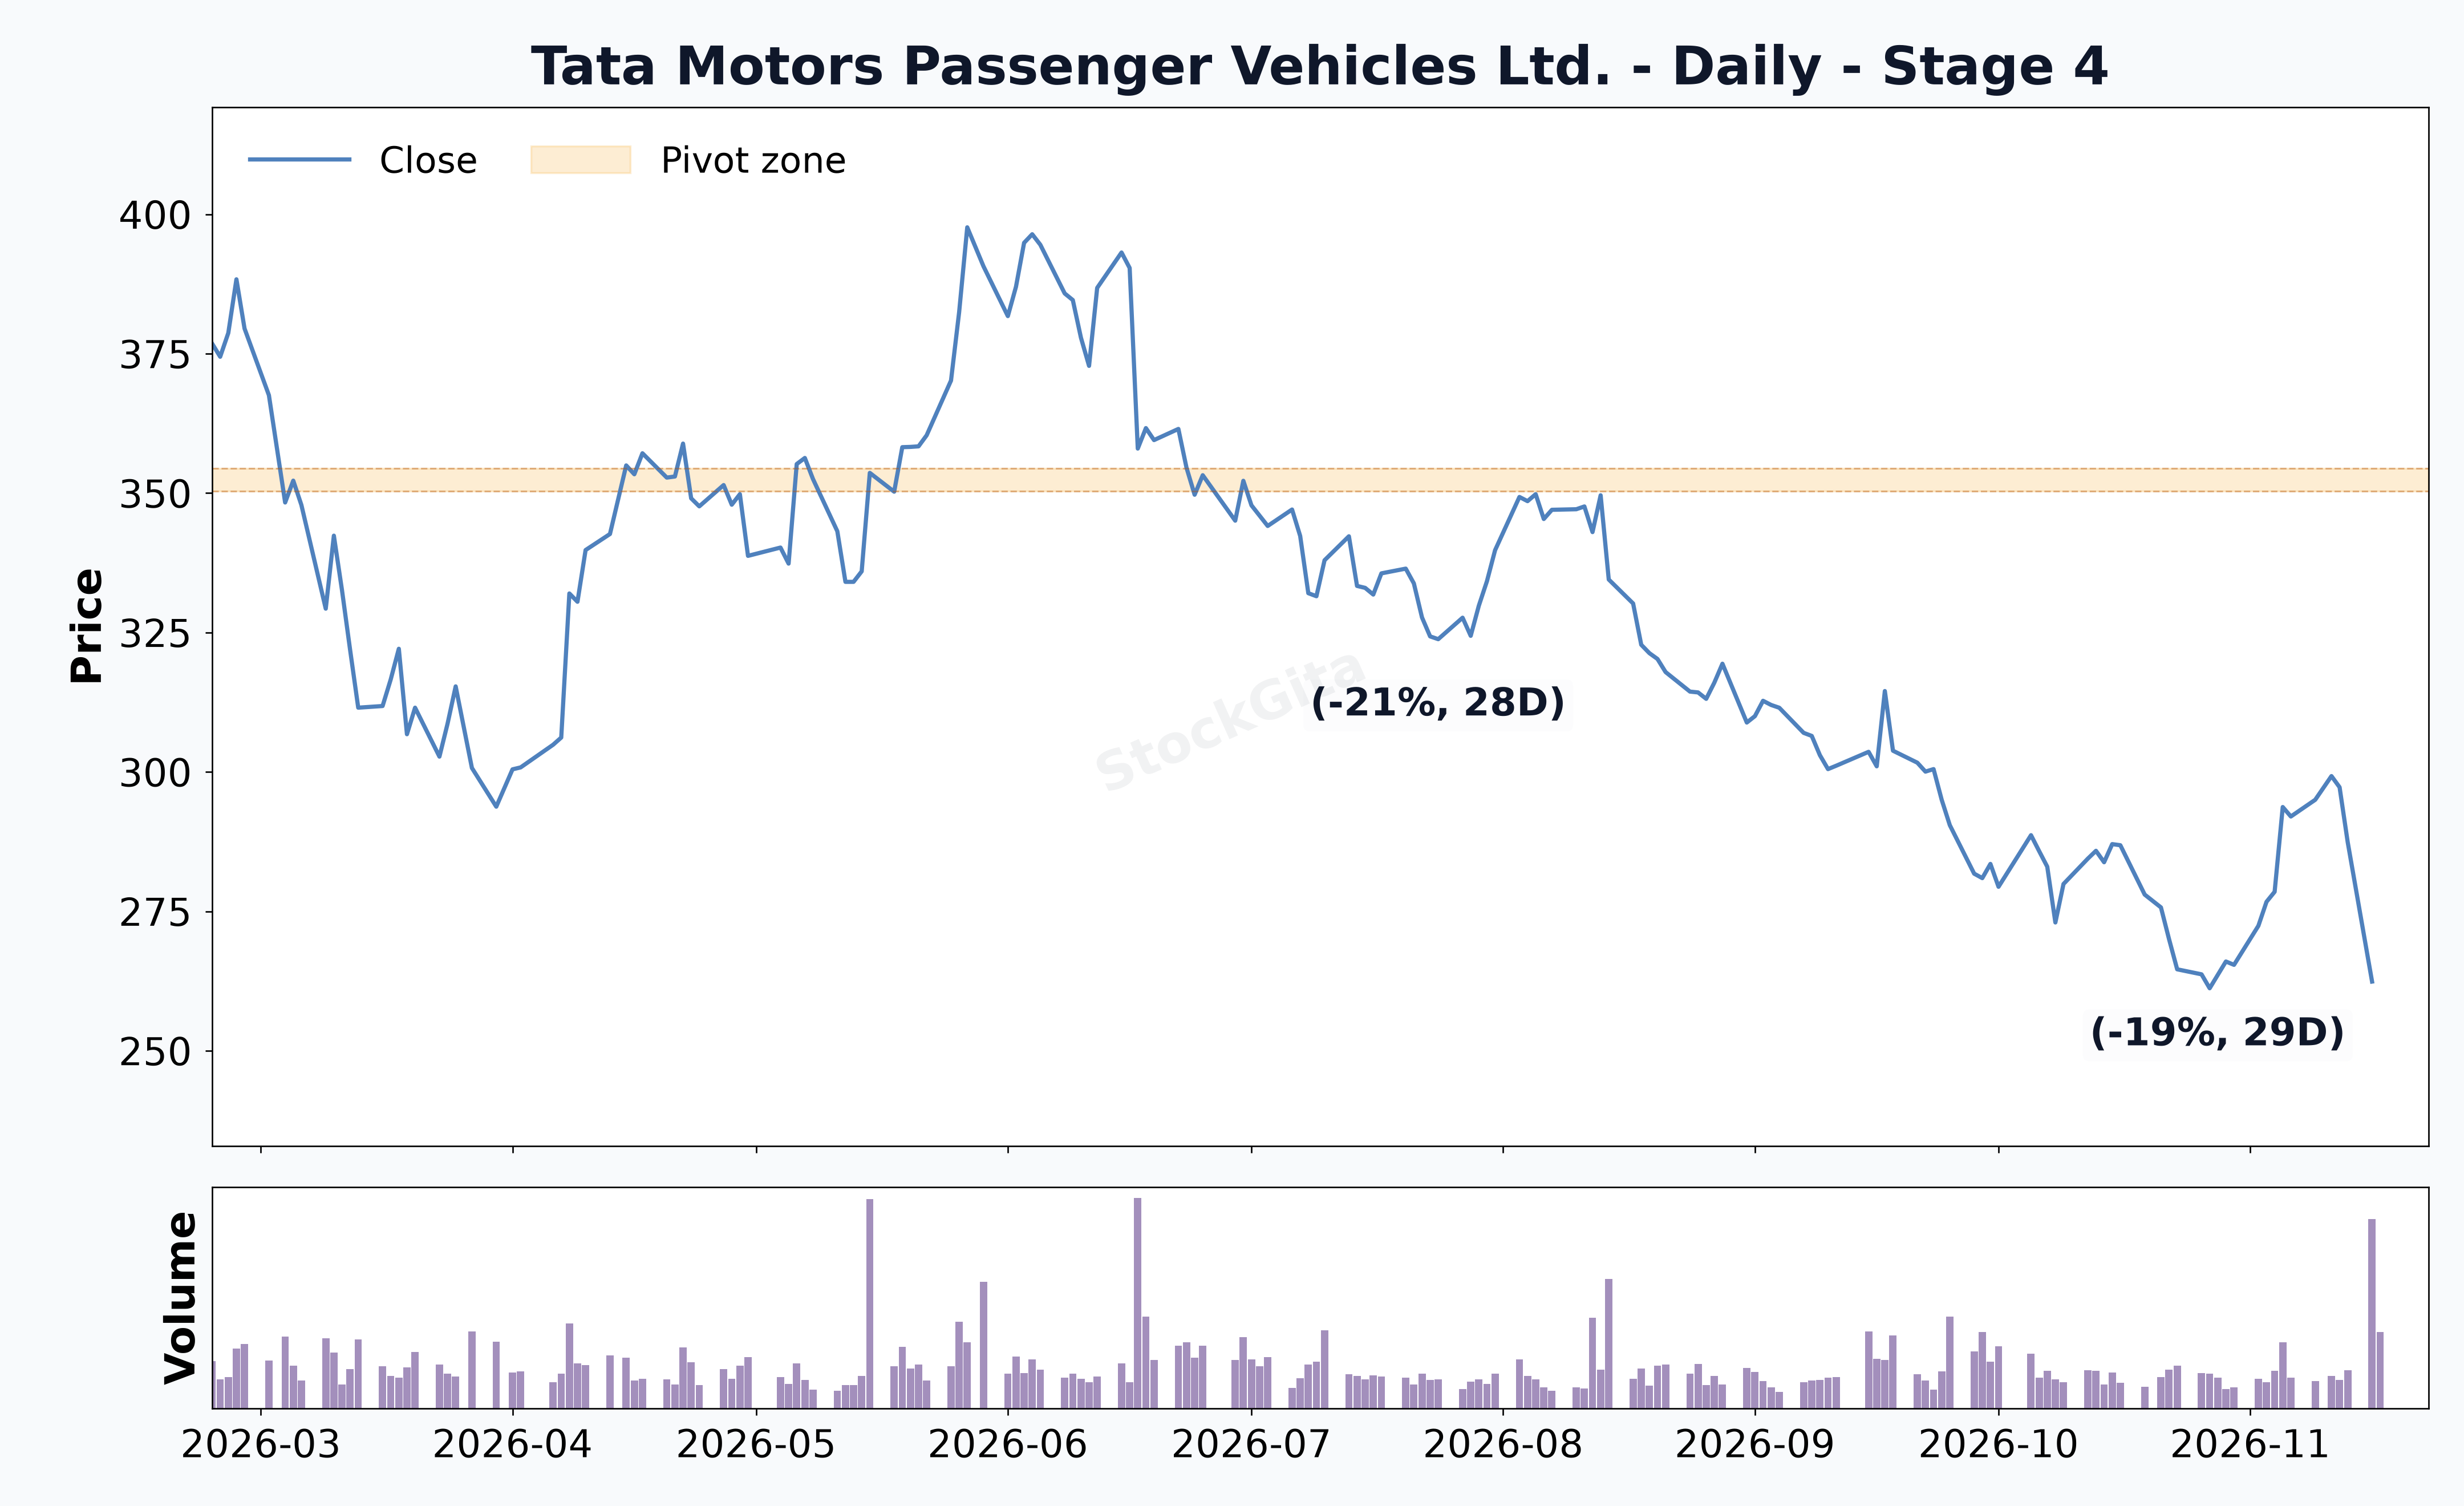 Tata Motors Passenger Vehicles Ltd. - Daily - Stage 4
Close
Pivot zone
400
375
350
325
300
275
250
Price
StockGita
(-21%, 28D)
(-19%, 29D)
Volume
2026-03
2026-04
2026-05
2026-06
2026-07
2026-08
2026-09
2026-10
2026-11